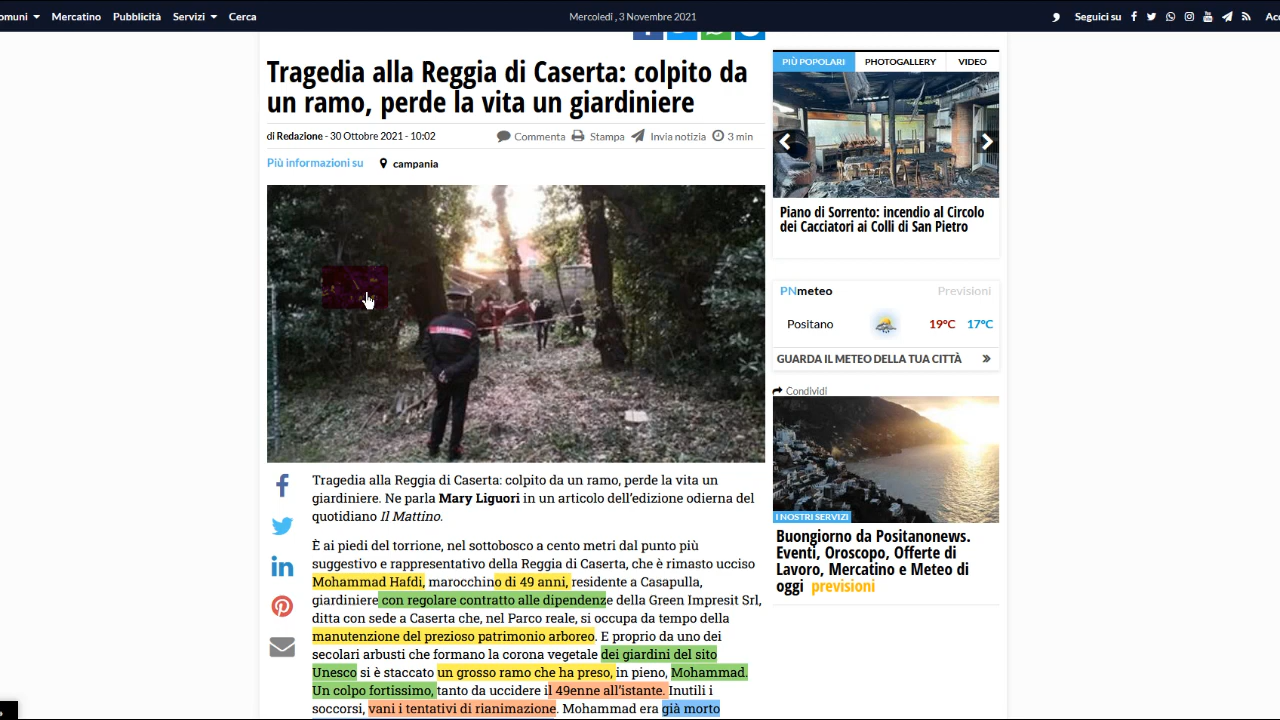 omuni Mercatino Pubblicità Servizi Cerca Mercoledì , 3 Novembre 2021 Seguici su
Tragedia alla Reggia di Caserta: colpito da
un ramo, perde la vita un giardiniere
di Redazione - 30 Ottobre 2021 - 10:02 Commenta Stampa Invia notizia 3 min
Più informazioni su campania
Tragedia alla Reggia di Caserta: colpito da un ramo, perde la vita un
giardiniere. Ne parla Mary Liguori in un articolo dell'edizione odierna del
quotidiano Il Mattino.
È ai piedi del torrione, nel sottobosco a cento metri dal punto più
suggestivo e rappresentativo della Reggia di Caserta, che è rimasto ucciso
Mohammad Hafdi, marocchino di 49 anni, residente a Casapulla,
giardiniere con regolare contratto alle dipendenze della Green Impresit Srl,
ditta con sede a Caserta che, nel Parco reale, si occupa da tempo della
manutenzione del prezioso patrimonio arboreo. E proprio da uno dei
secolari arbusti che formano la corona vegetale dei giardini del sito
Unesco si è staccato un grosso ramo che ha preso, in pieno, Mohammad.
Un colpo fortissimo, tanto da uccidere il 49enne all'istante. Inutili i
soccorsi, vani i tentativi di rianimazione. Mohammad era già morto
PIÙ POPOLARI PHOTOGALLERY VIDEO
Piano di Sorrento: incendio al Circolo
dei Cacciatori ai Colli di San Pietro
PNmeteo Previsioni
Positano 19°C 17°C
GUARDA IL METEO DELLA TUA CITTÀ
Condividi
I NOSTRI SERVIZI
Buongiorno da Positanonews.
Eventi, Oroscopo, Offerte di
Lavoro, Mercatino e Meteo di
oggi previsioni